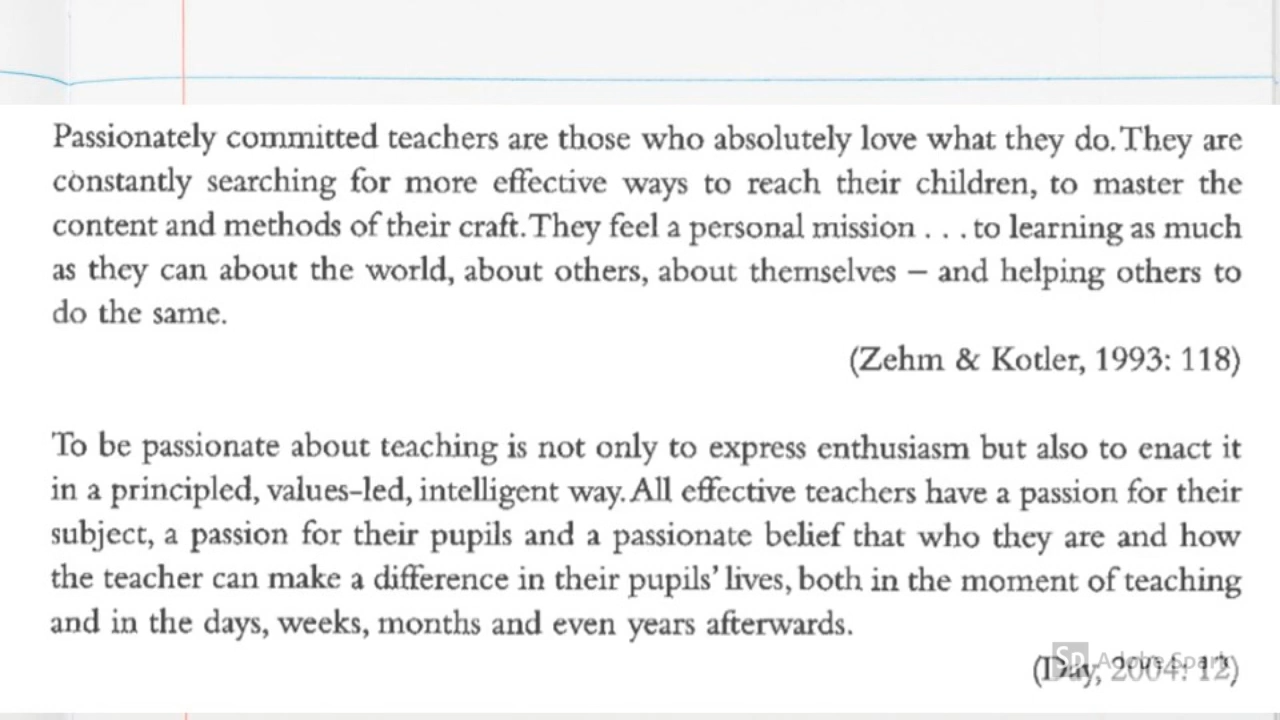 Passionately committed teachers are those who absolutely love what they do. They are
constantly searching for more effective ways to reach their children, to master the
content and methods of their craft. They feel a personal mission . . . to learning as much
as they can about the world, about others, about themselves – and helping others to
do the same.
(Zehm & Kotler, 1993: 118)
To be passionate about teaching is not only to express enthusiasm but also to enact it
in a principled, values-led, intelligent way. All effective teachers have a passion for their
subject, a passion for their pupils and a passionate belief that who they are and how
the teacher can make a difference in their pupils’ lives, both in the moment of teaching
and in the days, weeks, months and even years afterwards.
(Day, 2004: 12)
Sp Adobe Spark